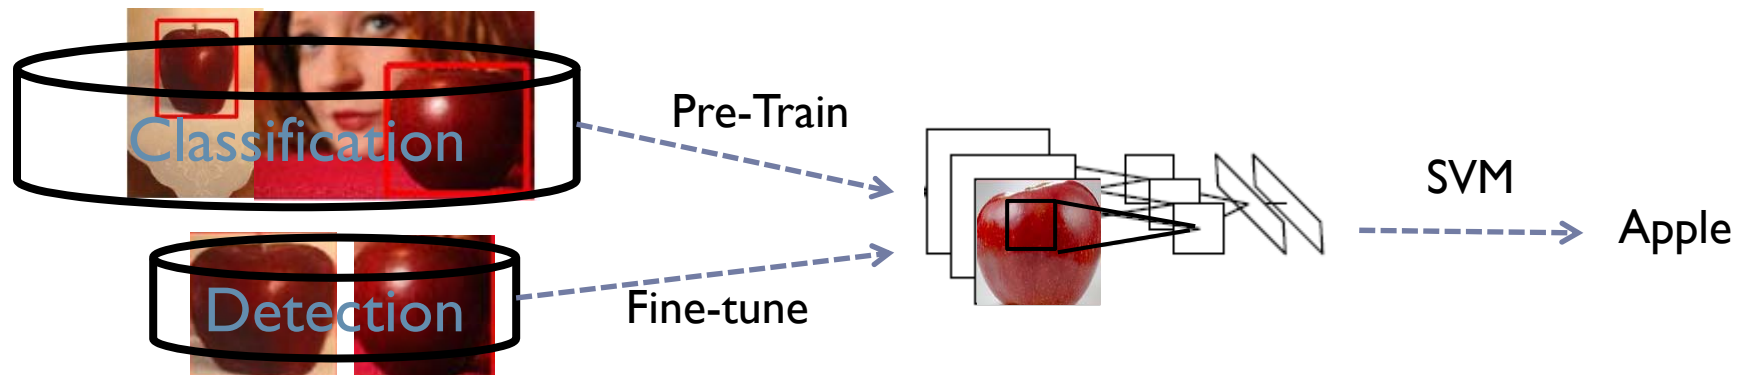 Classification
Pre-Train
SVM
Apple
Detection
Fine-tune